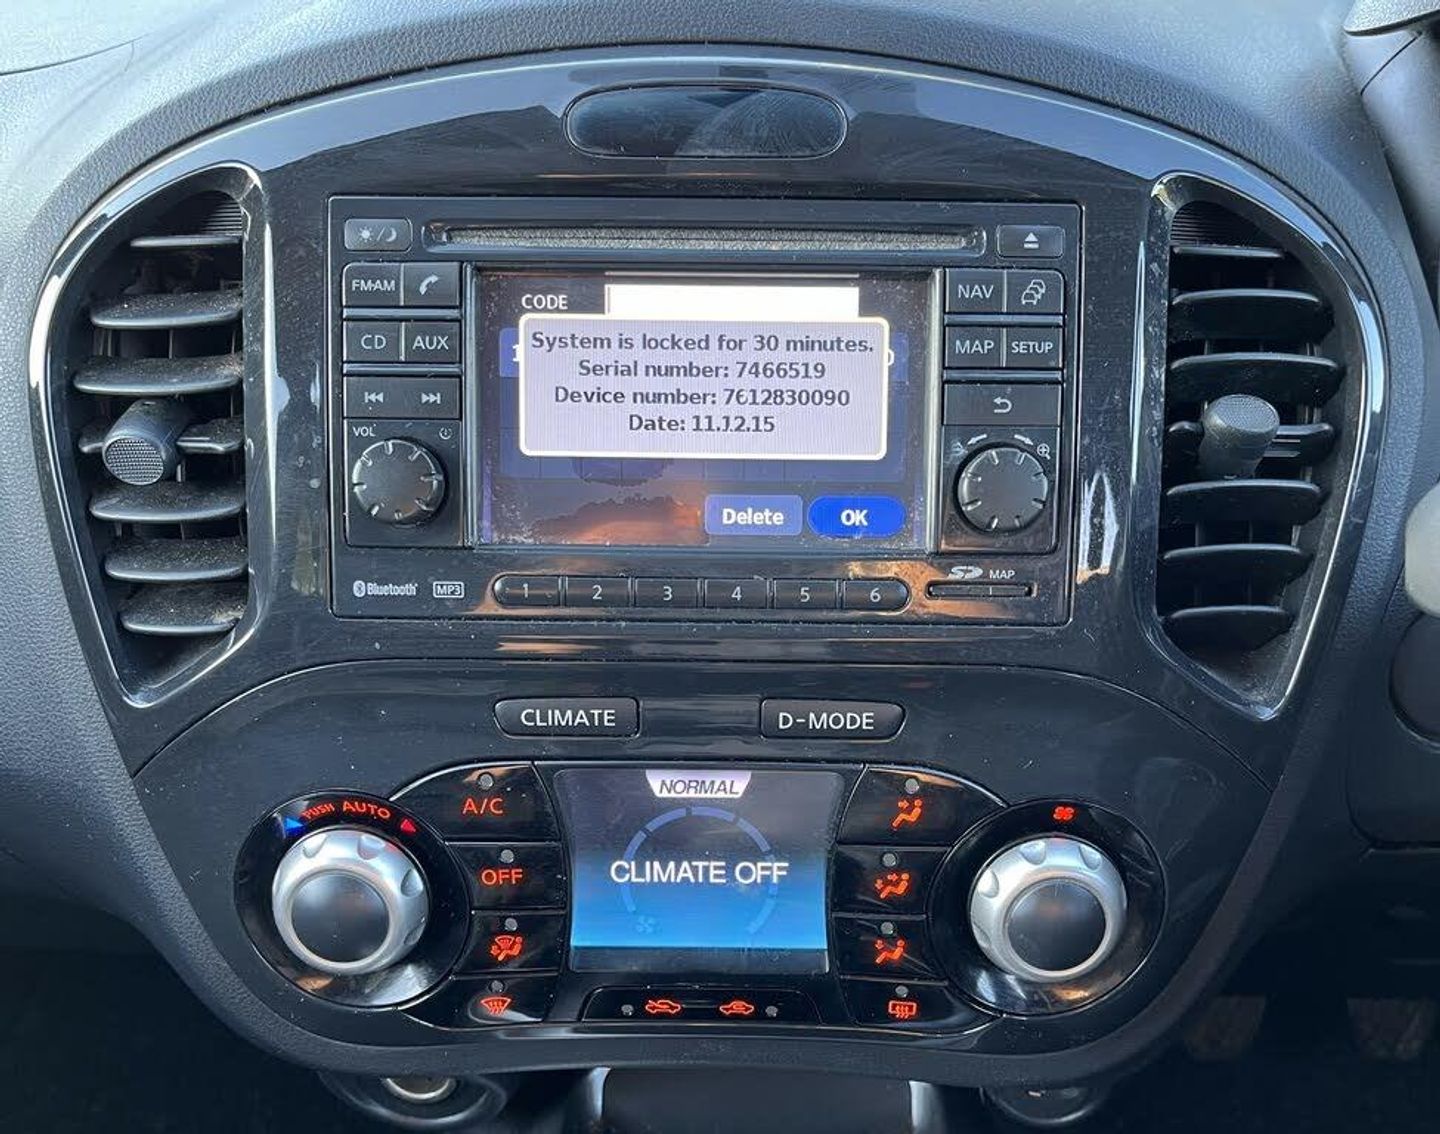 FM·AM
CODE
NAV
System is locked for 30 minutes.
Serial number: 7466519
Device number: 7612830090
Date: 11.12.15
CD
AUX
MAP
SETUP
VOL
Delete
OK
Bluetooth
MP3
1 2 3 4 5 6
MAP
CLIMATE
D-MODE
NORMAL
PUSH AUTO
A/C
CLIMATE OFF
OFF